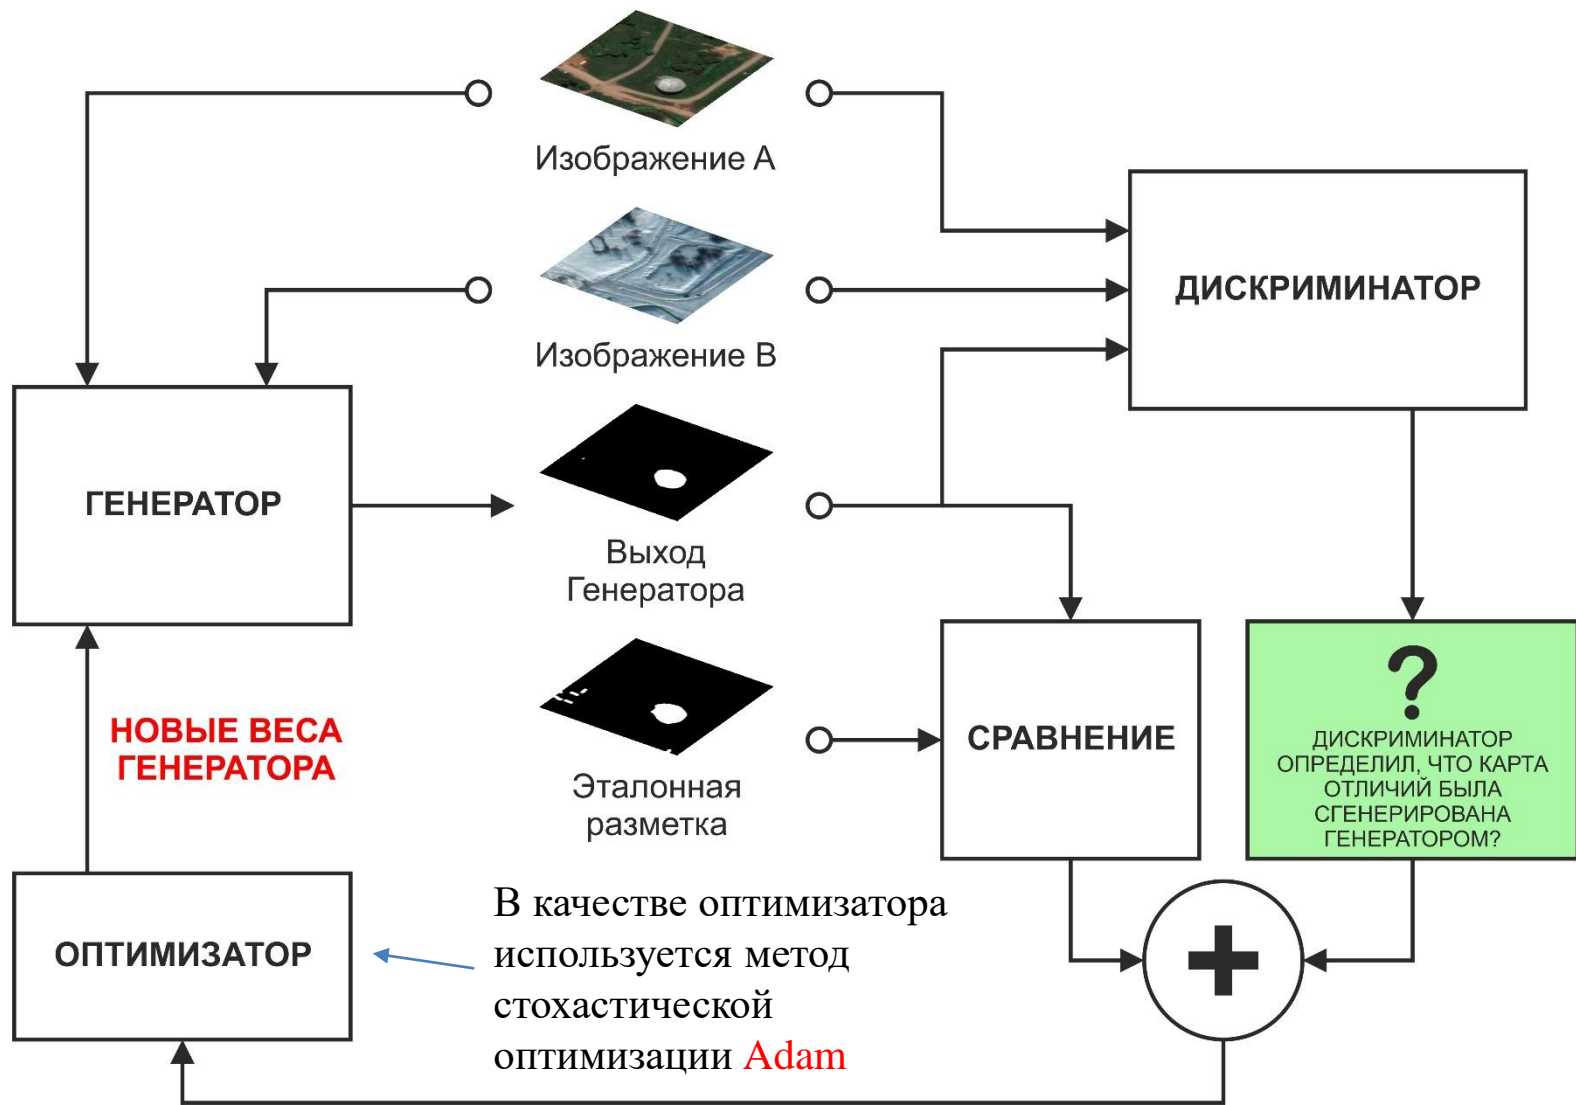 Изображение А
Изображение В
Выход
Генератора
Эталонная
разметка
ГЕНЕРАТОР
ДИСКРИМИНАТОР
НОВЫЕ ВЕСА
ГЕНЕРАТОРА
СРАВНЕНИЕ
?
ДИСКРИМИНАТОР
ОПРЕДЕЛИЛ, ЧТО КАРТА
ОТЛИЧИЙ БЫЛА
СГЕНЕРИРОВАНА
ГЕНЕРАТОРОМ?
ОПТИМИЗАТОР
В качестве оптимизатора
используется метод
стохастической
оптимизации Adam
+